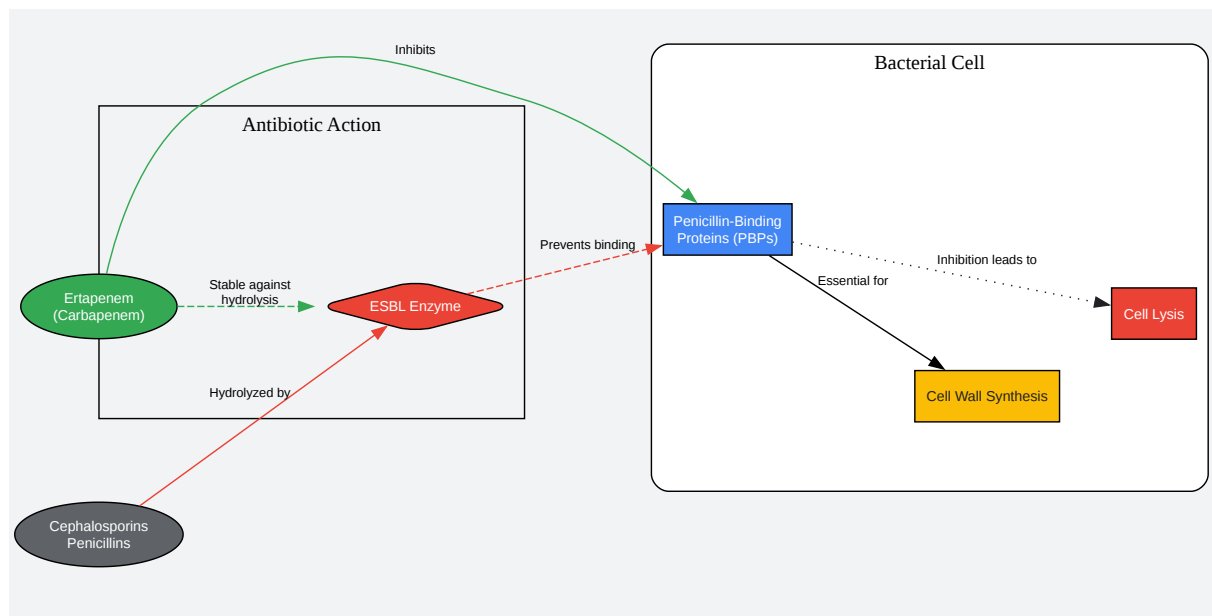 Inhibits
Bacterial Cell
Antibiotic Action
Penicillin-Binding
Proteins (PBPs)
Prevents binding
Inhibition leads to
Essential for
Stable against
hydrolysis
Ertapenem
(Carbapenem)
ESBL Enzyme
Cell Lysis
Hydrolyzed by
Cell Wall Synthesis
Cephalosporins
Penicillins